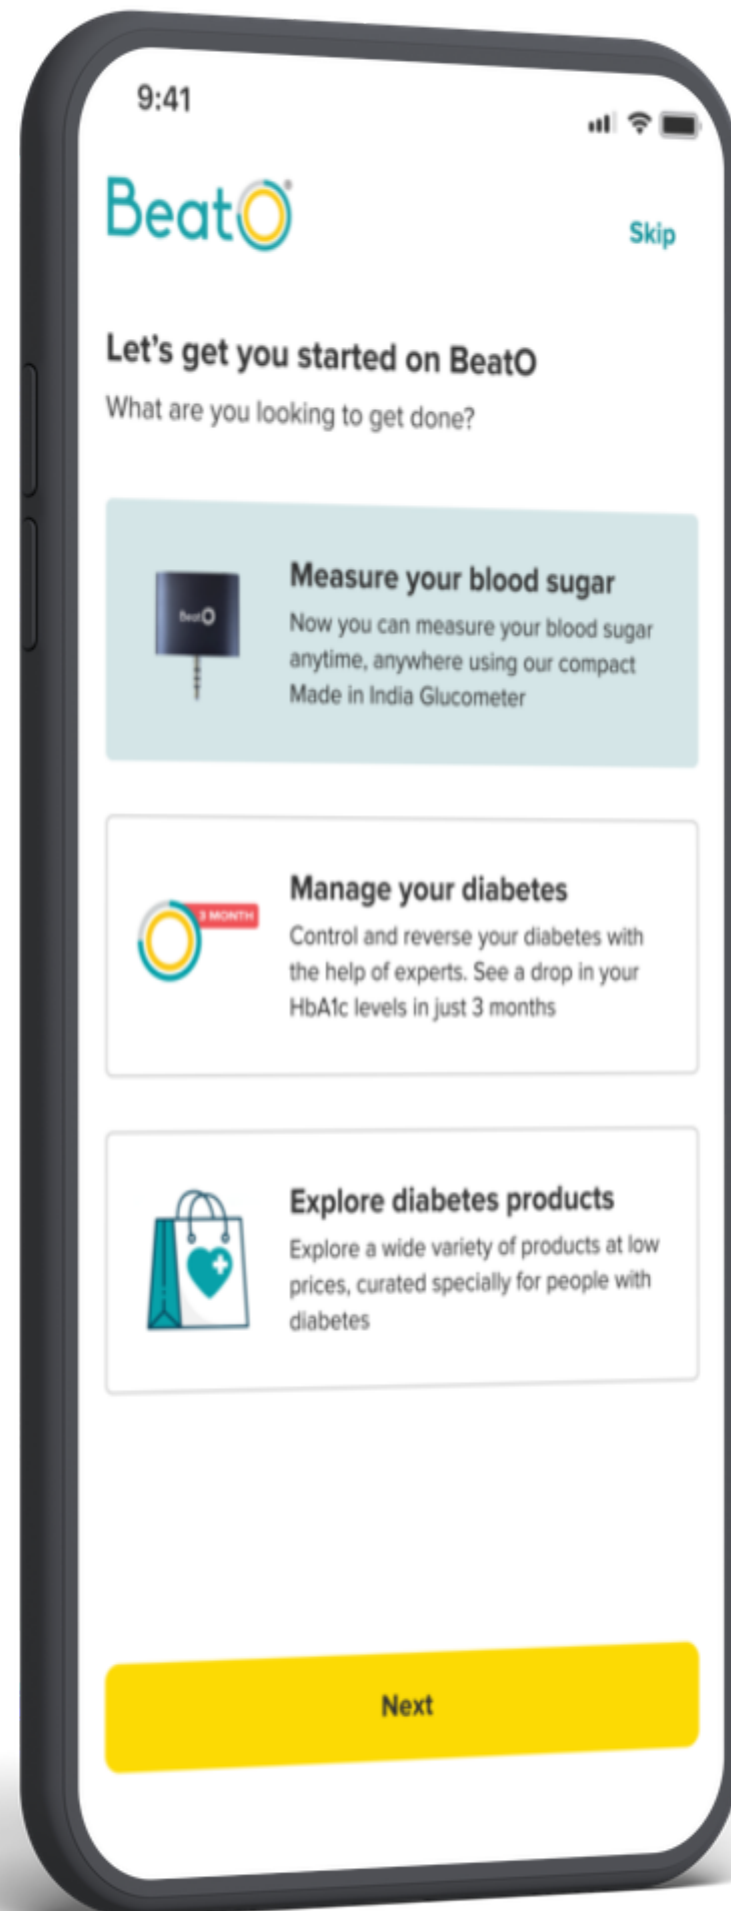 9:41
BeatO
Skip
Let's get you started on BeatO
What are you looking to get done?
BeatO
Measure your blood sugar
Now you can measure your blood sugar
anytime, anywhere using our compact
Made in India Glucometer
3 MONTH
Manage your diabetes
Control and reverse your diabetes with
the help of experts. See a drop in your
HbA1c levels in just 3 months
Explore diabetes products
Explore a wide variety of products at low
prices, curated specially for people with
diabetes
Next